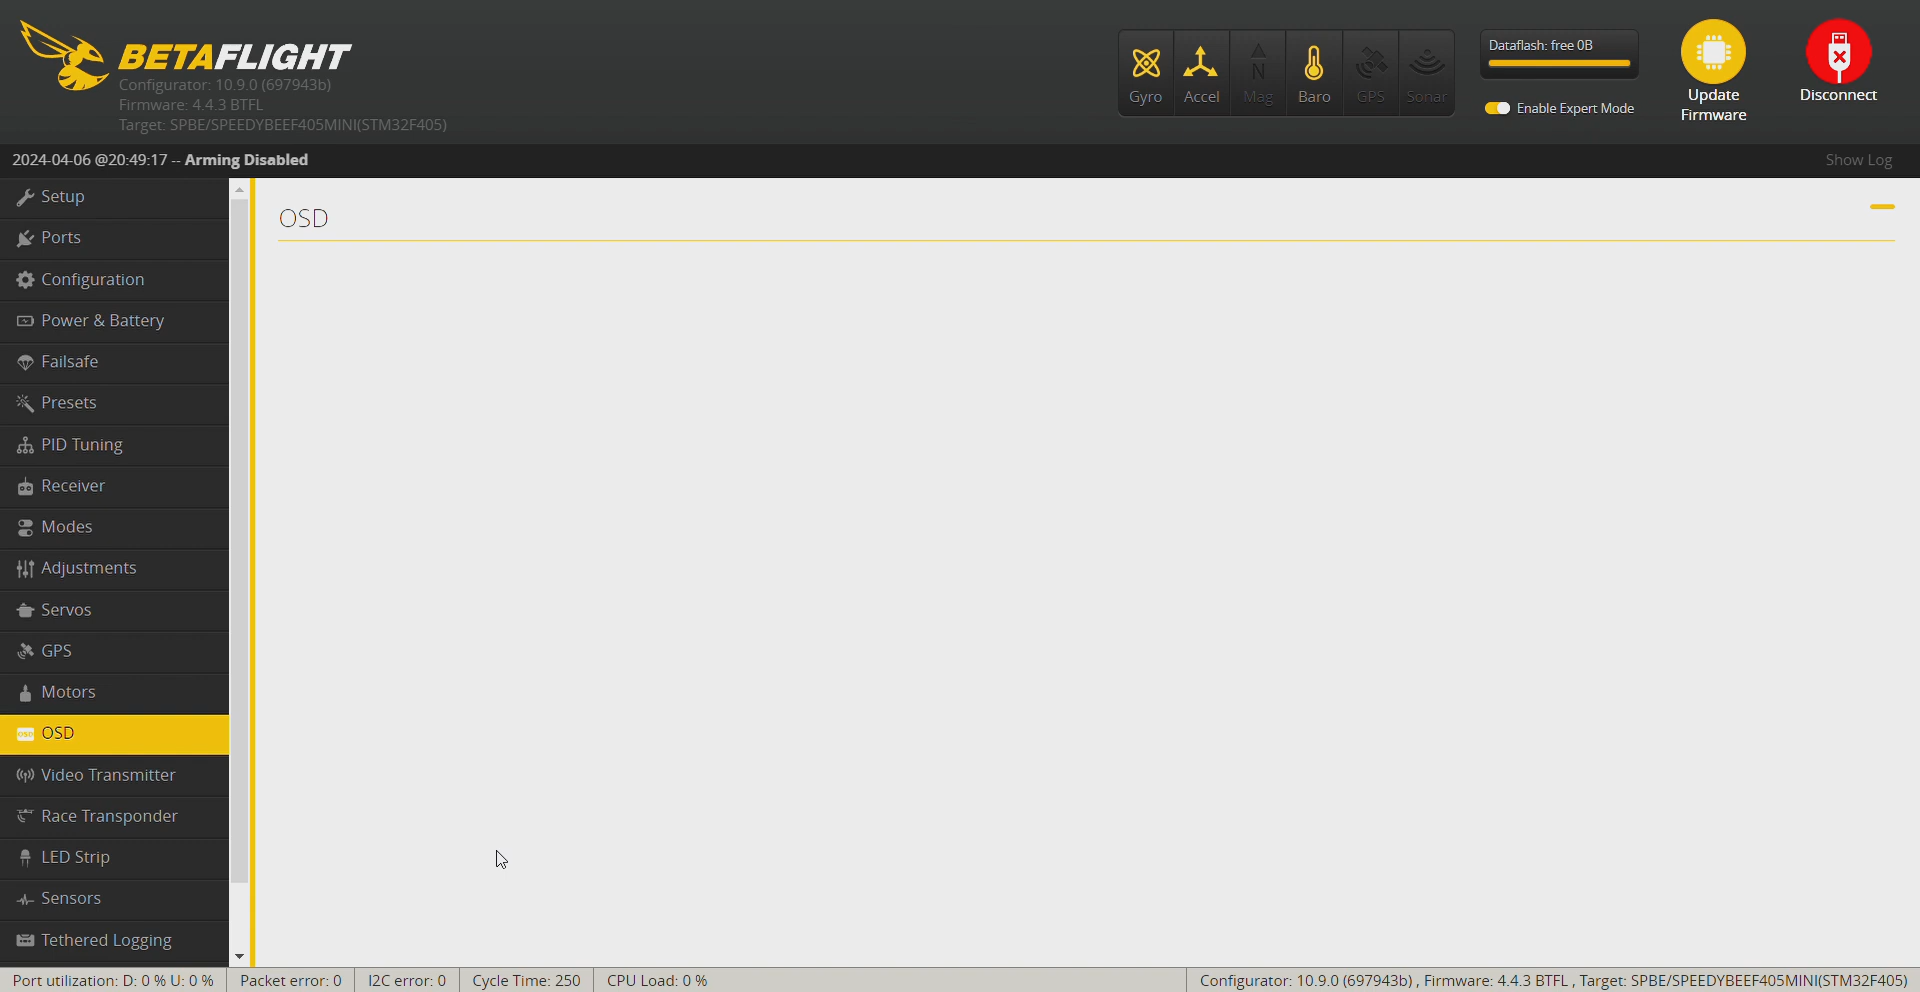 BETAFLIGHT
Configurator: 10.9.0 (697943b)
Firmware: 4.4.3 BTFL
Target: SPBE/SPEEDYBEEF405MINI(STM32F405)
Gyro
Accel
N
Mag
Baro
GPS
Sonar
Dataflash: free 0B
Enable Expert Mode
Update
Firmware
Disconnect
2024-04-06 @20:49:17 -- Arming Disabled
Show Log
Setup
Ports
Configuration
Power & Battery
Failsafe
Presets
PID Tuning
Receiver
Modes
Adjustments
Servos
GPS
Motors
OSD OSD
Video Transmitter
Race Transponder
LED Strip
Sensors
Tethered Logging
OSD
Port utilization: D: 0 % U: 0 %
Packet error: 0
I2C error: 0
Cycle Time: 250
CPU Load: 0 %
Configurator: 10.9.0 (697943b) , Firmware: 4.4.3 BTFL , Target: SPBE/SPEEDYBEEF405MINI(STM32F405)